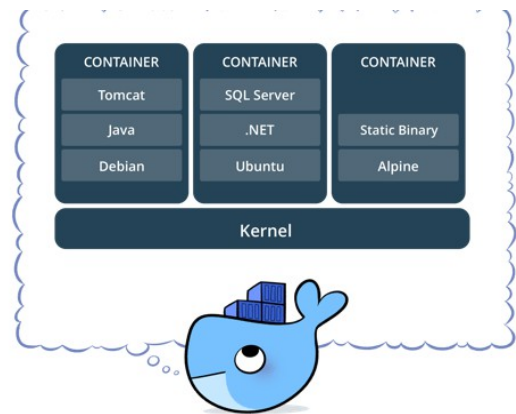 CONTAINER
Tomcat
Java
Debian
CONTAINER
SQL Server
.NET
Ubuntu
CONTAINER
Static Binary
Alpine
Kernel